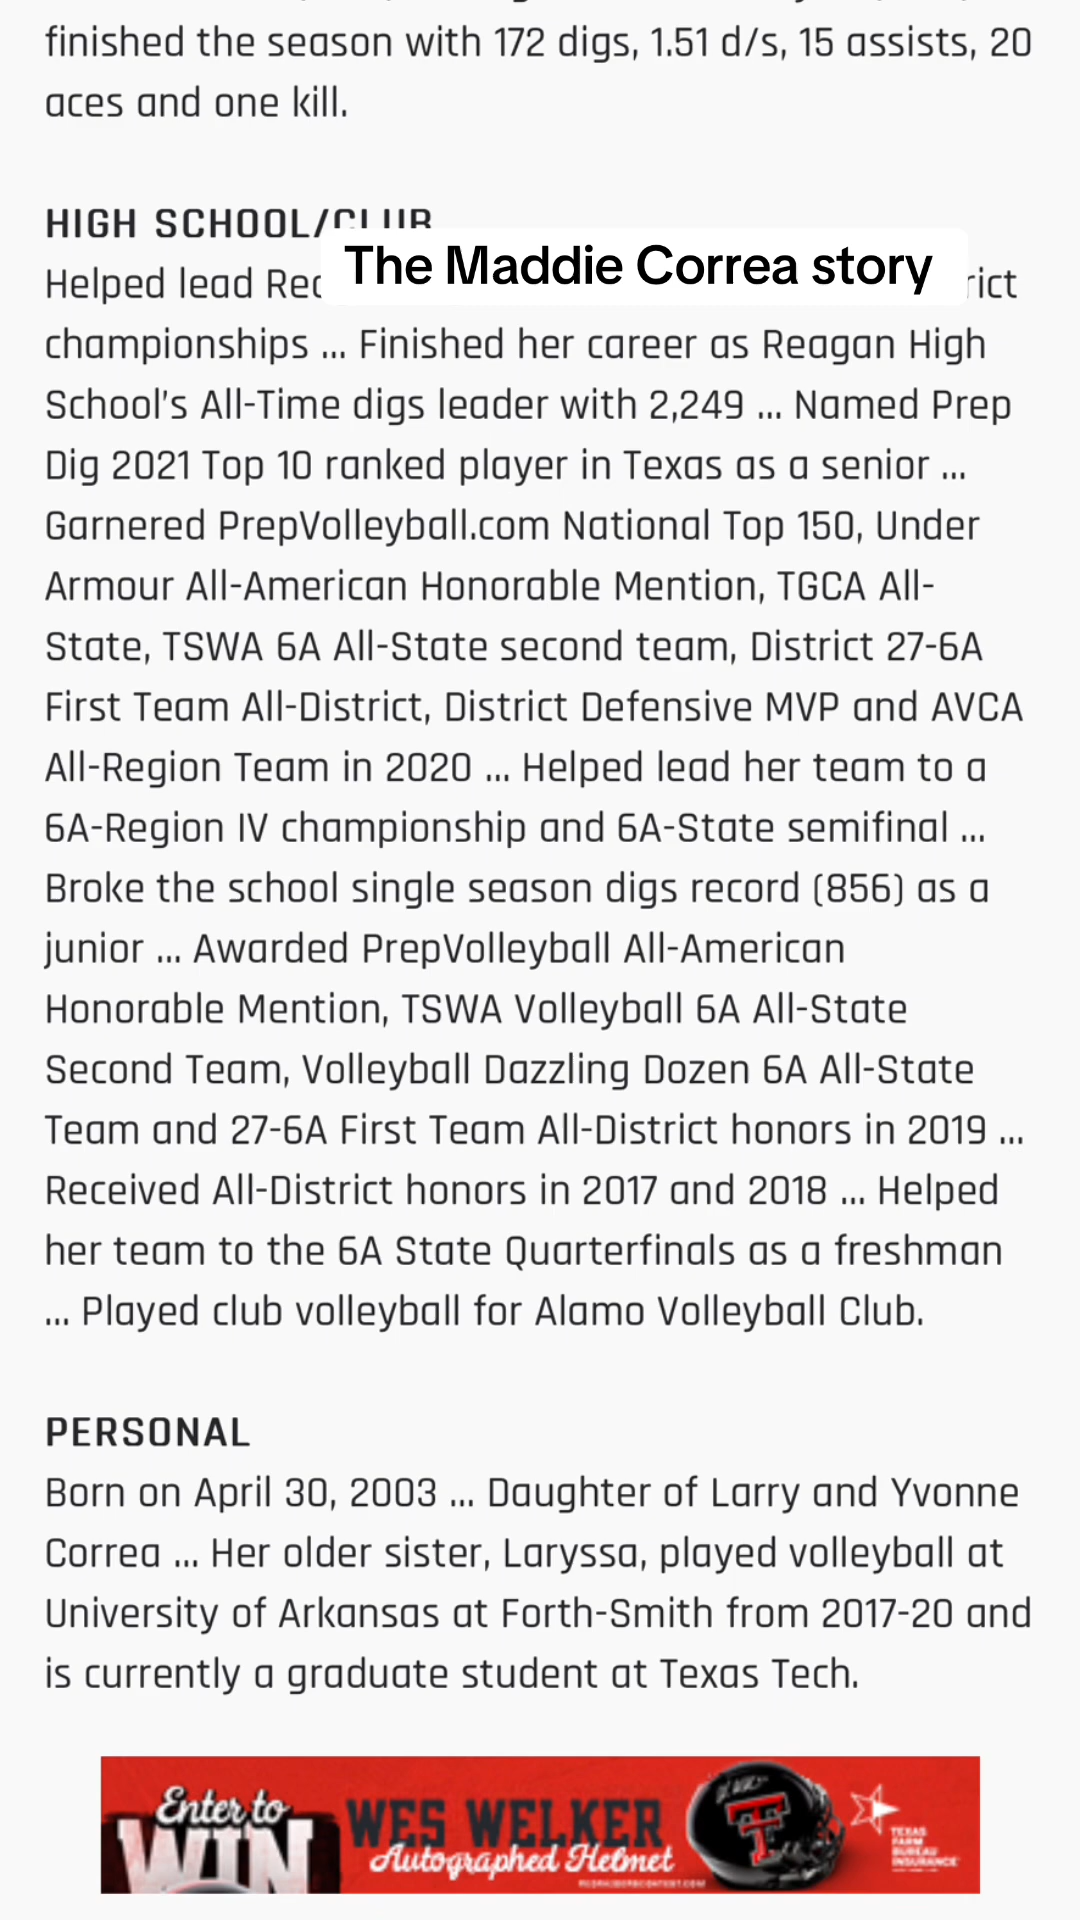 finished the season with 172 digs, 1.51 d/s, 15 assists, 20
aces and one kill.
HIGH SCHOOL/CLUB
The Maddie Correa story
Helped lead
championships ... Finished her career as Reagan High
School's All-Time digs leader with 2,249 ... Named Prep
Dig 2021 Top 10 ranked player in Texas as a senior ...
Garnered PrepVolleyball.com National Top 150, Under
Armour All-American Honorable Mention, TGCA All-
State, TSWA 6A All-State second team, District 27-6A
First Team All-District, District Defensive MVP and AVCA
All-Region Team in 2020 ... Helped lead her team to a
6A-Region IV championship and 6A-State semifinal ...
Broke the school single season digs record (856) as a
junior ... Awarded PrepVolleyball All-American
Honorable Mention, TSWA Volleyball 6A All-State
Second Team, Volleyball Dazzling Dozen 6A All-State
Team and 27-6A First Team All-District honors in 2019 ...
Received All-District honors in 2017 and 2018 ... Helped
her team to the 6A State Quarterfinals as a freshman
... Played club volleyball for Alamo Volleyball Club.
PERSONAL
Born on April 30, 2003 ... Daughter of Larry and Yvonne
Correa ... Her older sister, Laryssa, played volleyball at
University of Arkansas at Forth-Smith from 2017-20 and
is currently a graduate student at Texas Tech.
Enter to
WIN
WES WELKER
Autographed Helmet
TEXAS
FARM
BUREAU
INSURANCE